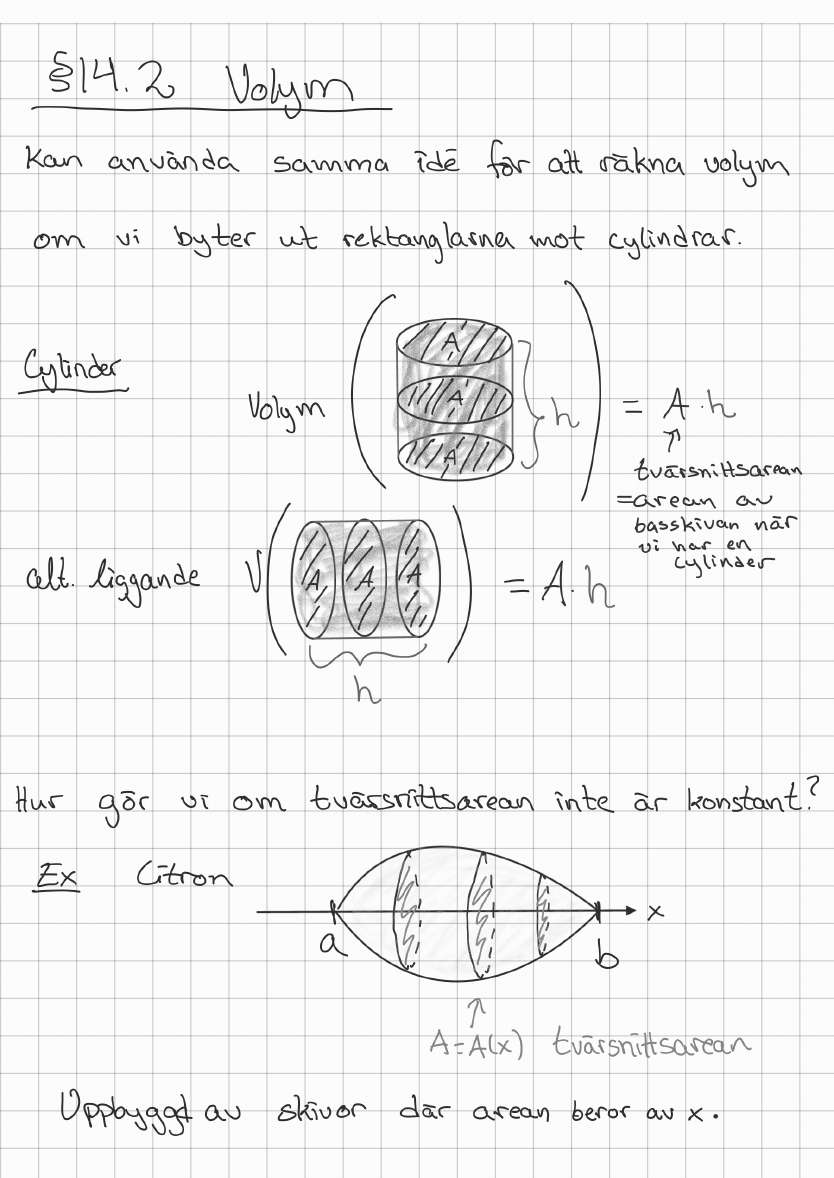 §14.2 Volym
Kan använda samma idé för att räkna volym
om vi byter ut rektanglarna mot cylindrar.
Cylinder
Volym ( A A A h ) = A · h
↑
tvärsnittsarean
= arean av
basskivan när
vi har en
cylinder
alt. liggande V( A A A ) = A · h
h
Hur gör vi om tvärsnittsarean inte är konstant?
Ex Citron
a b x
↑
A = A(x) tvärsnittsarean
Uppbyggd av skivor där arean beror av x.